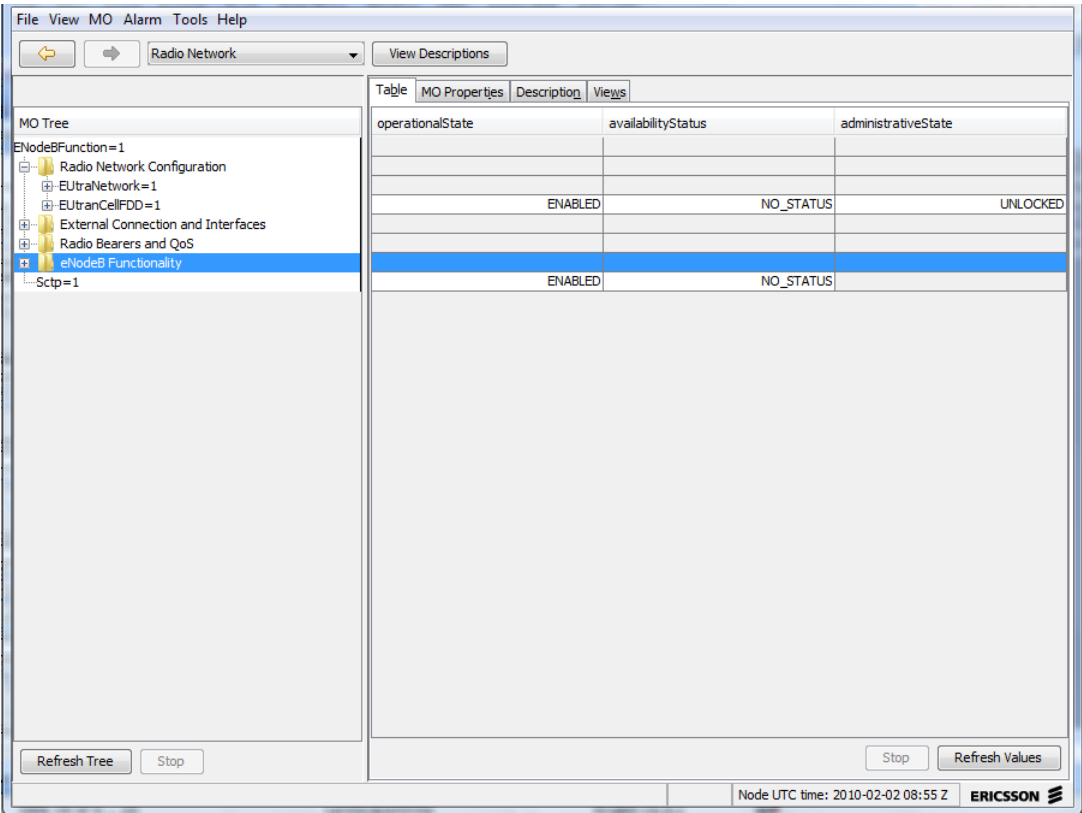 File View MO Alarm Tools Help
Radio Network
View Descriptions
Table MO Properties Description Views
MO Tree
operationalState availabilityStatus administrativeState
ENodeBFunction=1
Radio Network Configuration
EUtraNetwork=1
EUtranCellFDD=1 ENABLED NO_STATUS UNLOCKED
External Connection and Interfaces
Radio Bearers and QoS
eNodeB Functionality
Sctp=1 ENABLED NO_STATUS
Refresh Tree Stop Stop Refresh Values
Node UTC time: 2010-02-02 08:55 Z ERICSSON